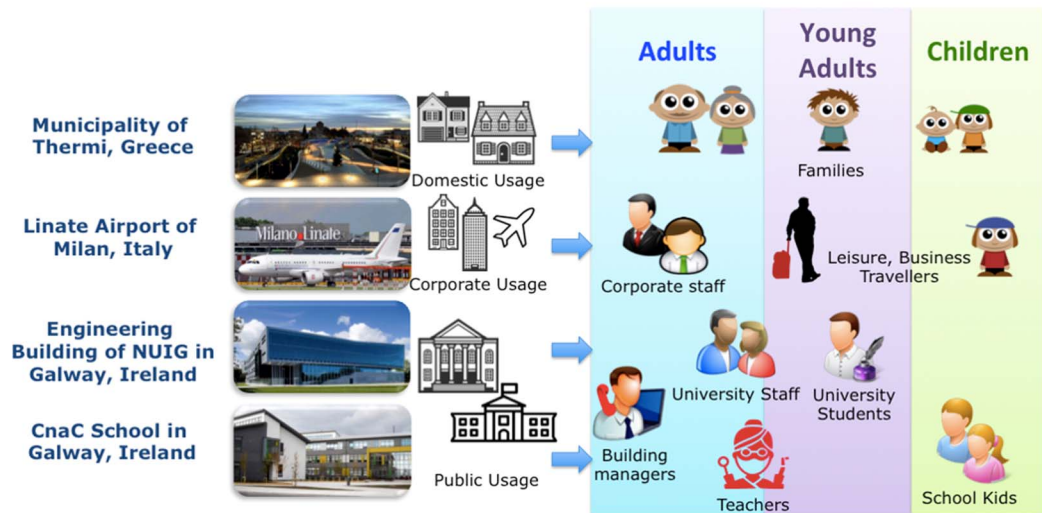 Adults
Young
Adults
Children
Municipality of
Thermi, Greece
Domestic Usage
Families
Linate Airport of
Milan, Italy
Milano Linate
Corporate Usage
Corporate staff
Leisure, Business
Travellers
Engineering
Building of NUIG in
Galway, Ireland
University Staff
University
Students
CnaC School in
Galway, Ireland
Public Usage
Building
managers
Teachers
School Kids